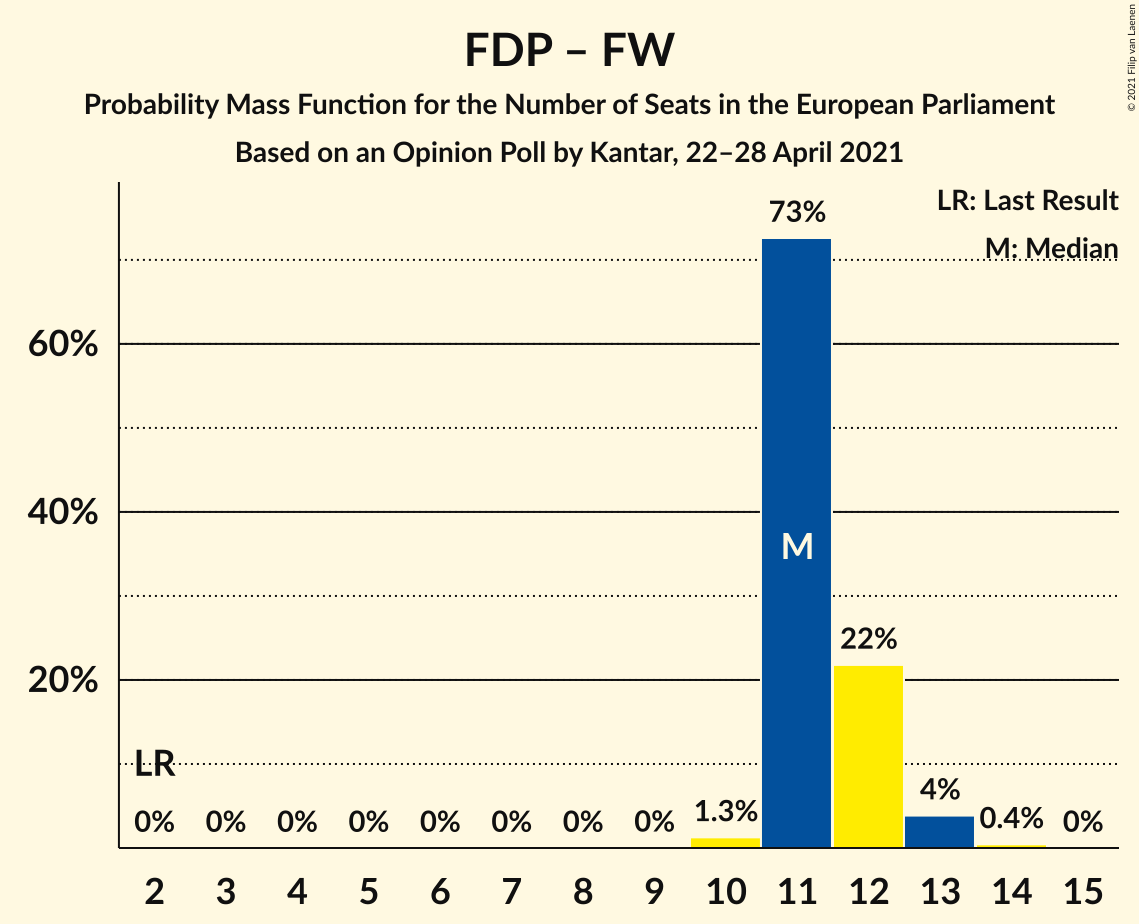 FDP – FW
Probability Mass Function for the Number of Seats in the European Parliament
Based on an Opinion Poll by Kantar, 22–28 April 2021
© 2021 Filip van Laenen
LR: Last Result
M: Median
73%
60%
40%
M
22%
20%
LR
4%
0% 0% 0% 0% 0% 0% 0% 0% 1.3% 0.4% 0%
2 3 4 5 6 7 8 9 10 11 12 13 14 15